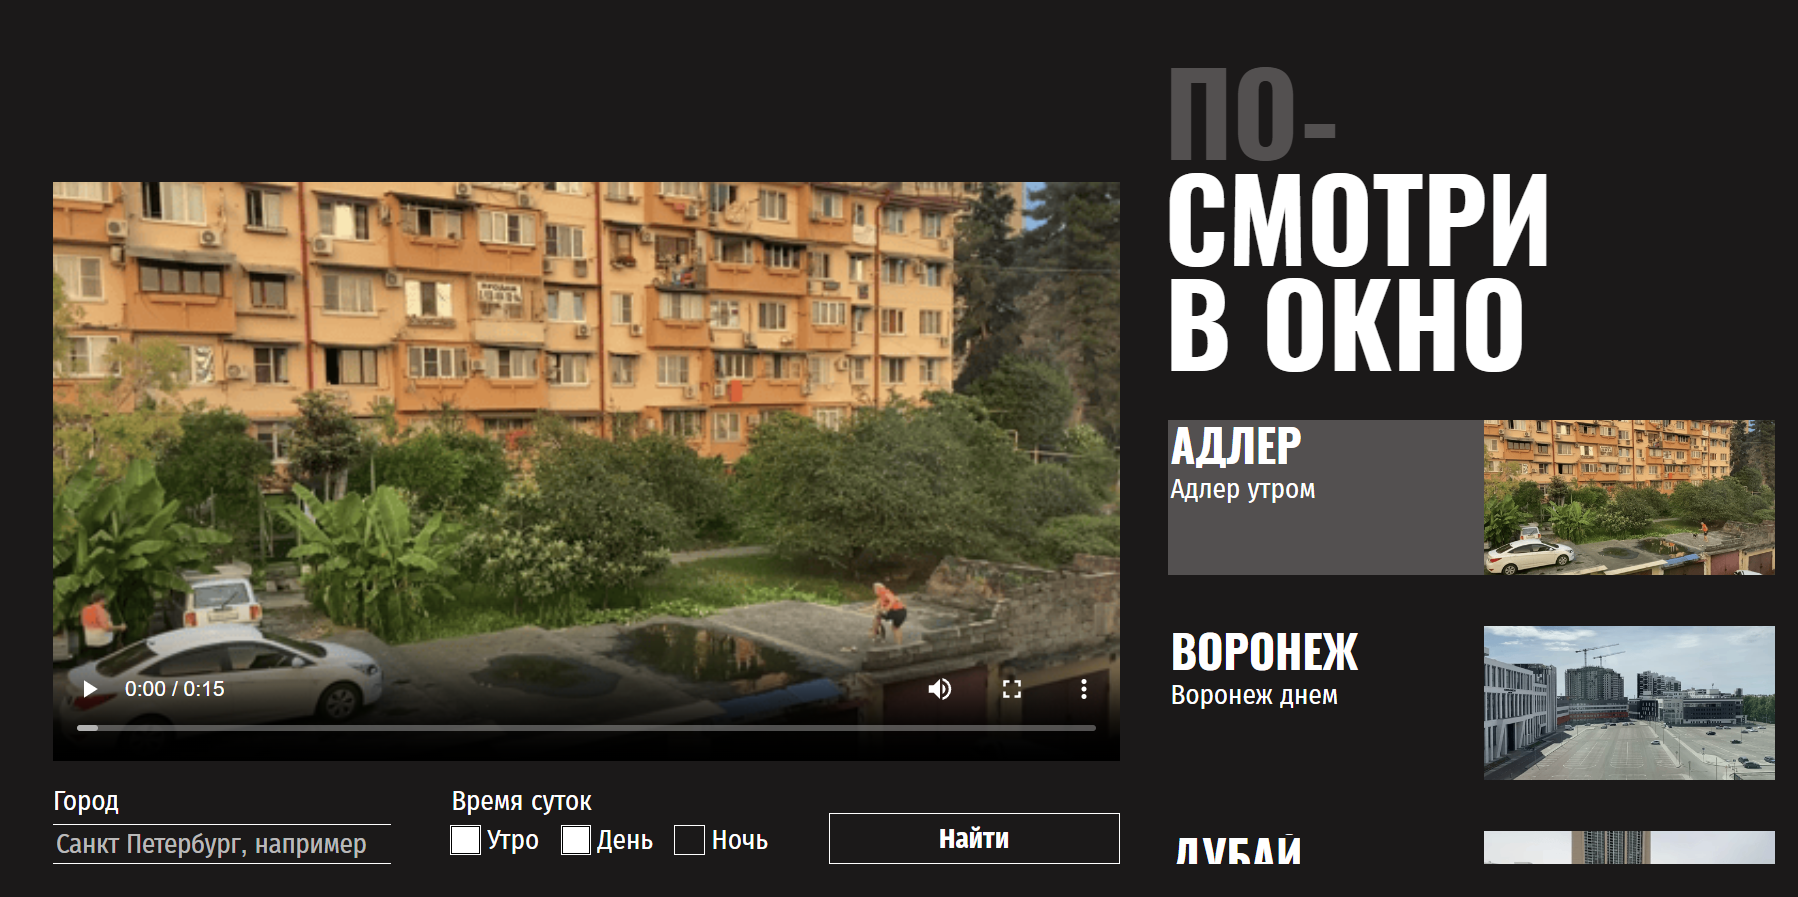 ПО-
СМОТРИ
В ОКНО
0:00 / 0:15
Город
Санкт Петербург, например
Время суток
Утро
День
Ночь
Найти
АДЛЕР
Адлер утром
ВОРОНЕЖ
Воронеж днем
ДУБАЙ